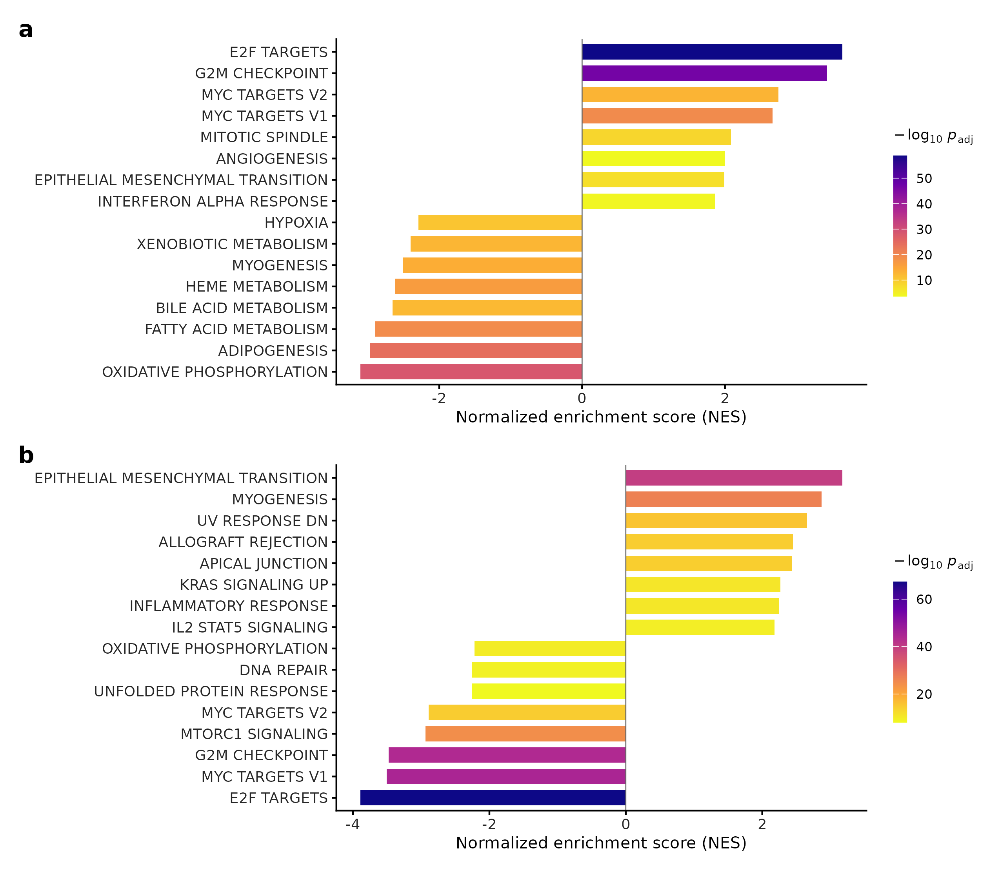 a
E2F TARGETS
G2M CHECKPOINT
MYC TARGETS V2
MYC TARGETS V1
MITOTIC SPINDLE
ANGIOGENESIS
EPITHELIAL MESENCHYMAL TRANSITION
INTERFERON ALPHA RESPONSE
HYPOXIA
XENOBIOTIC METABOLISM
MYOGENESIS
HEME METABOLISM
BILE ACID METABOLISM
FATTY ACID METABOLISM
ADIPOGENESIS
OXIDATIVE PHOSPHORYLATION
-2 0 2
Normalized enrichment score (NES)
−log10 padj
50
40
30
20
10
b
EPITHELIAL MESENCHYMAL TRANSITION
MYOGENESIS
UV RESPONSE DN
ALLOGRAFT REJECTION
APICAL JUNCTION
KRAS SIGNALING UP
INFLAMMATORY RESPONSE
IL2 STAT5 SIGNALING
OXIDATIVE PHOSPHORYLATION
DNA REPAIR
UNFOLDED PROTEIN RESPONSE
MYC TARGETS V2
MTORC1 SIGNALING
G2M CHECKPOINT
MYC TARGETS V1
E2F TARGETS
-4 -2 0 2
Normalized enrichment score (NES)
−log10 padj
60
40
20